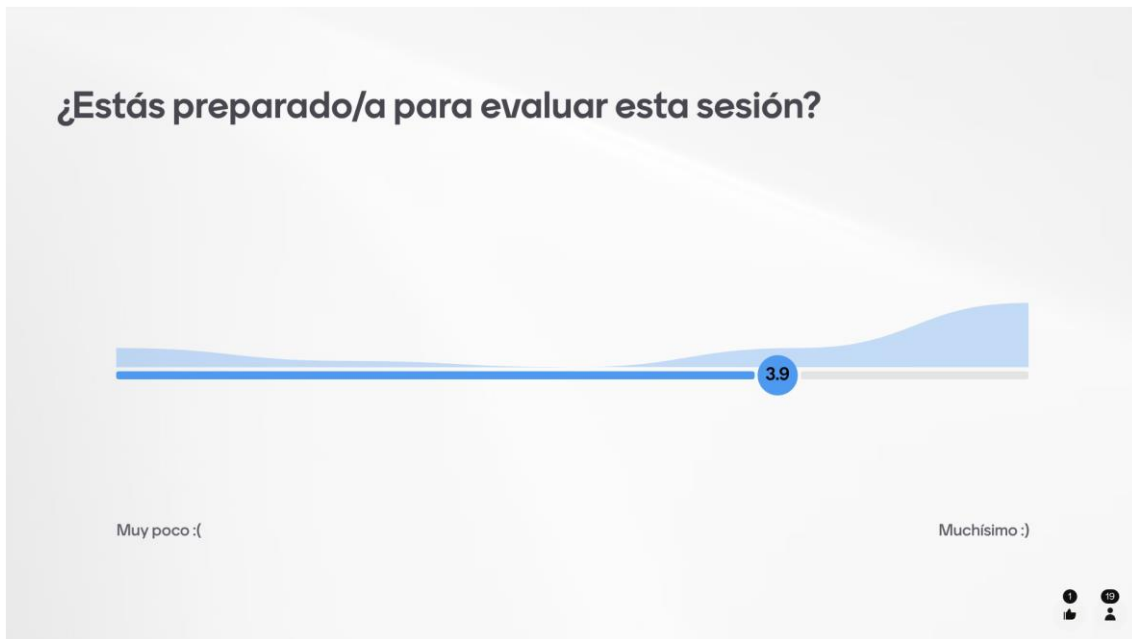 ¿Estás preparado/a para evaluar esta sesión?
3.9
Muy poco :(
Muchísimo :)
1
19